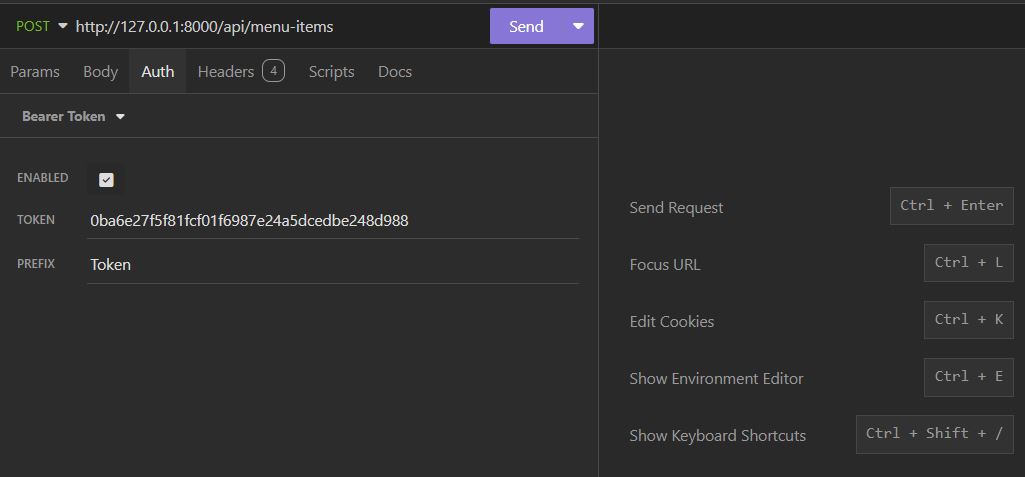 POST http://127.0.0.1:8000/api/menu-items Send
Params Body Auth Headers 4 Scripts Docs
Bearer Token
ENABLED
TOKEN 0ba6e27f5f81fcf01f6987e24a5dcedbe248d988
PREFIX Token
Send Request Ctrl + Enter
Focus URL Ctrl + L
Edit Cookies Ctrl + K
Show Environment Editor Ctrl + E
Show Keyboard Shortcuts Ctrl + Shift + /